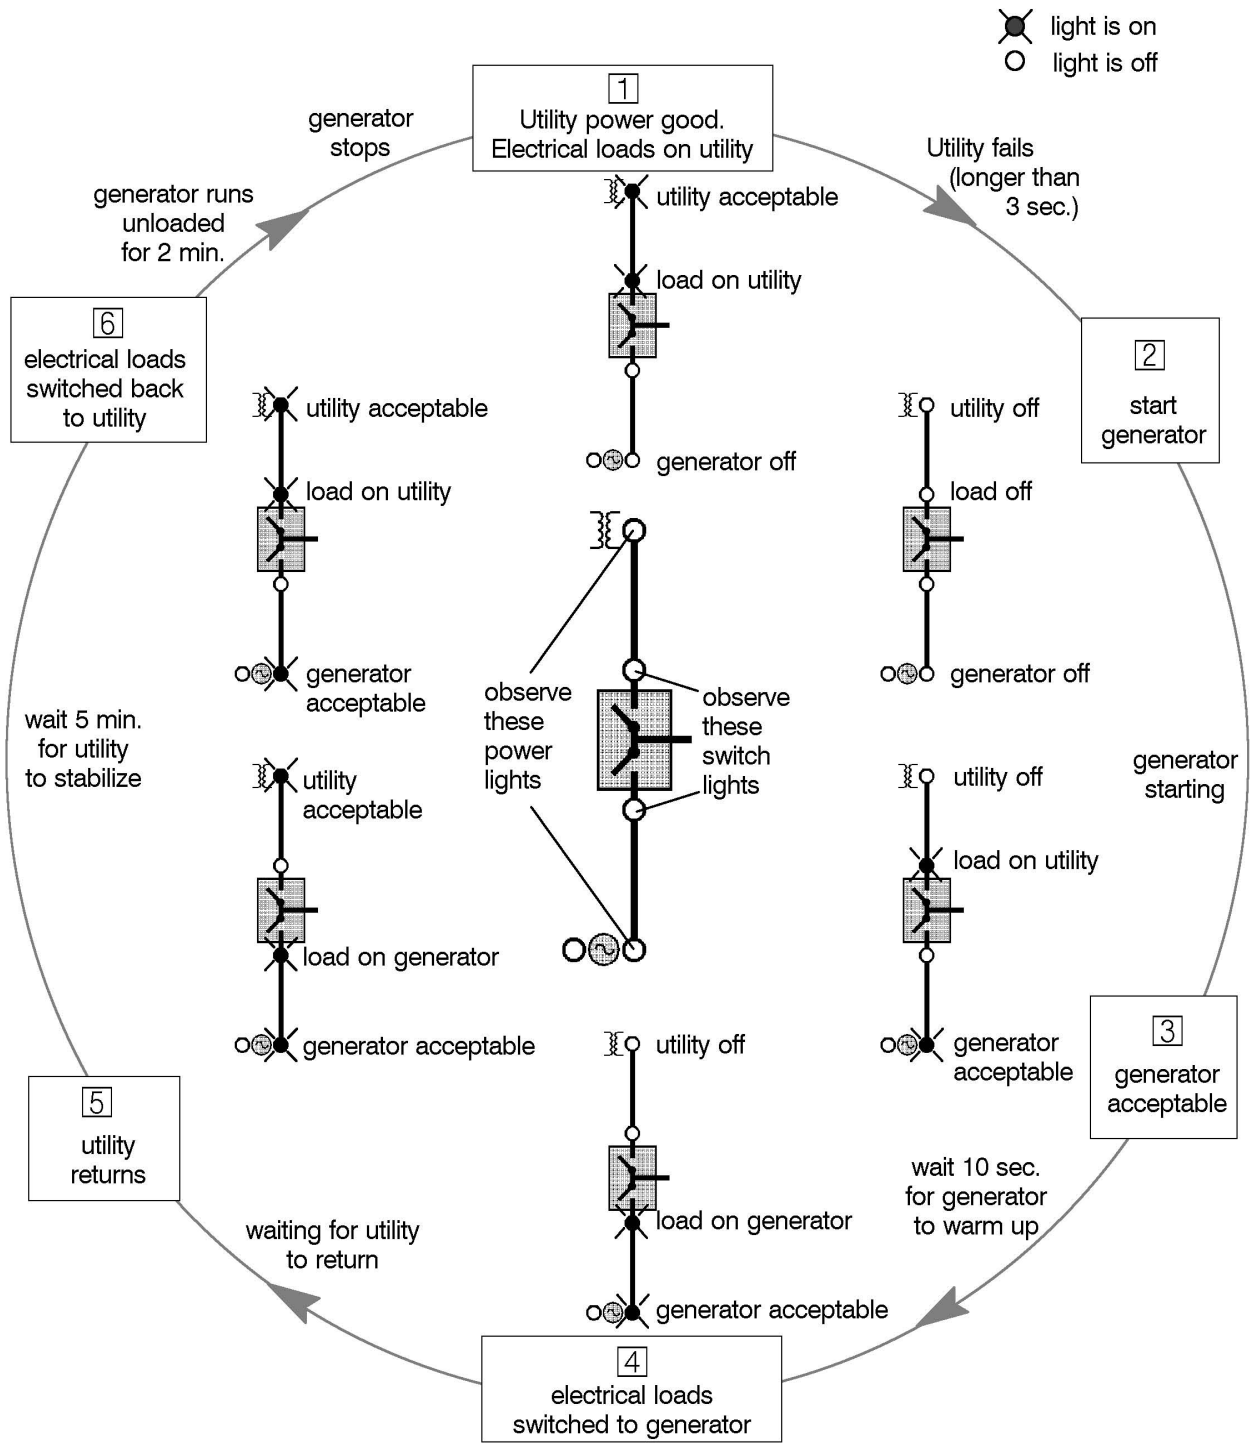 light is on
light is off
1
Utility power good.
Electrical loads on utility
generator
stops
Utility fails
(longer than
3 sec.)
generator runs
unloaded
for 2 min.
utility acceptable
load on utility
generator off
6
electrical loads
switched back
to utility
2
start
generator
utility acceptable
load on utility
generator
acceptable
utility off
load off
generator off
observe
these
power
lights
observe
these
switch
lights
wait 5 min.
for utility
to stabilize
generator
starting
utility
acceptable
load on generator
generator acceptable
utility off
load on utility
generator
acceptable
3
generator
acceptable
5
utility
returns
utility off
load on generator
generator acceptable
wait 10 sec.
for generator
to warm up
waiting for utility
to return
4
electrical loads
switched to generator